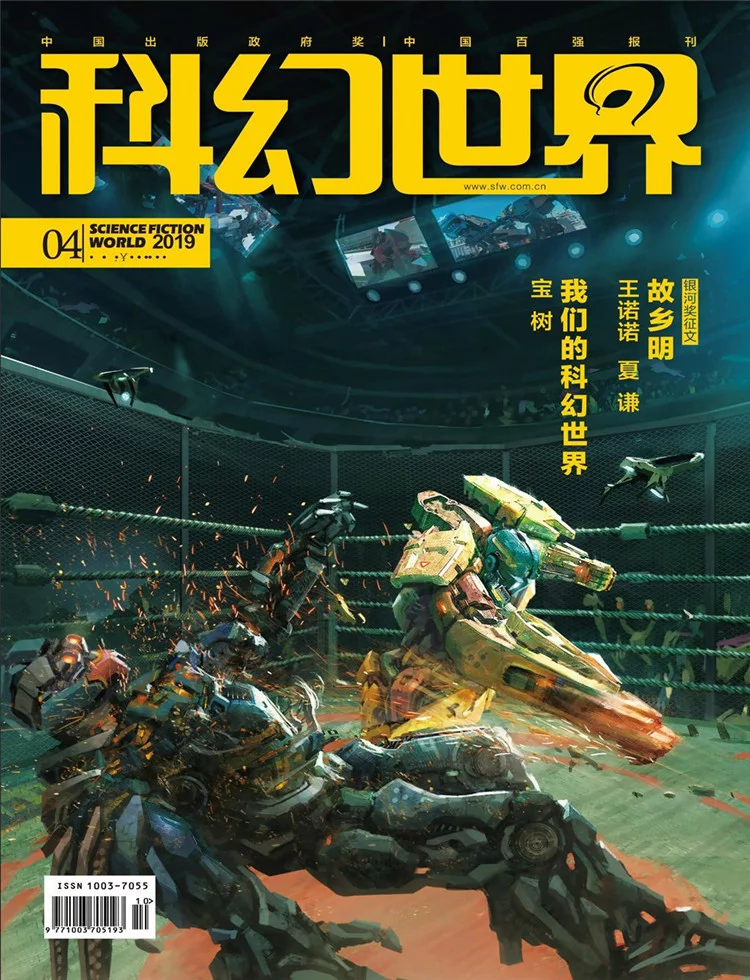 中国出版政府奖|中国百强报刊
科幻世界
www.sfw.com.cn
04
SCIENCE FICTION
WORLD 2019
银河奖征文
故乡明
王诺诺 夏谦
我们的科幻世界
宝树
ISSN 1003-7055
10>
9 771003 705193